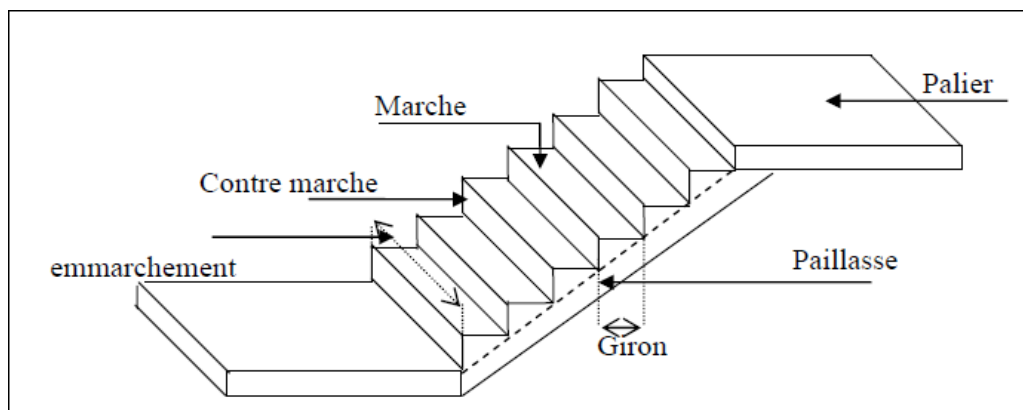 Palier
Marche
Contre marche
emmarchement
Paillasse
Giron